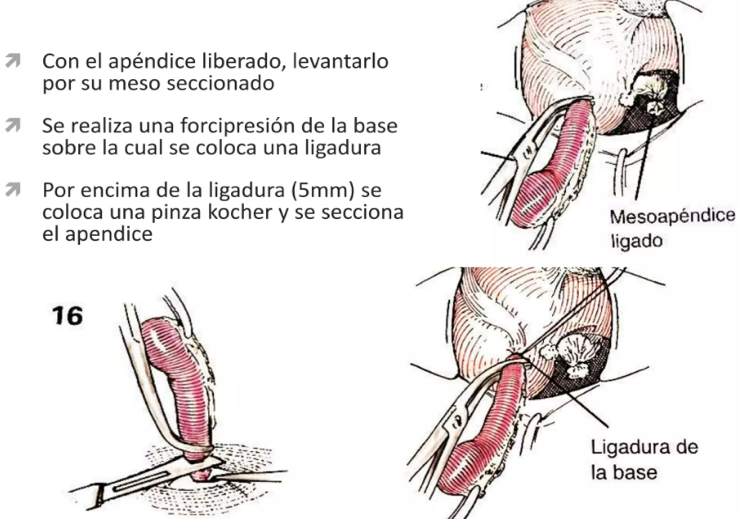 Con el apéndice liberado, levantarlo
por su meso seccionado
Se realiza una forcipresión de la base
sobre la cual se coloca una ligadura
Por encima de la ligadura (5mm) se
coloca una pinza kocher y se secciona
el apendice
Mesoapéndice
ligado
16
Ligadura de
la base